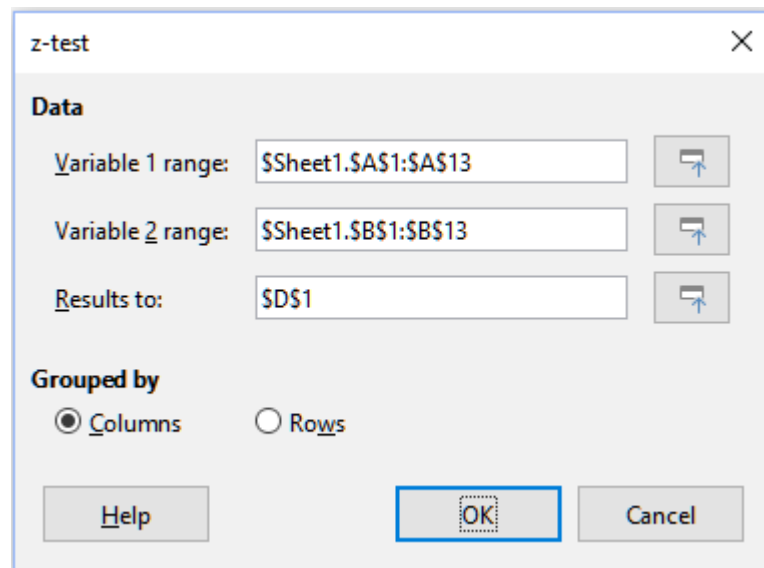 z-test
Data
Variable 1 range: $Sheet1.$A$1:$A$13
Variable 2 range: $Sheet1.$B$1:$B$13
Results to: $D$1
Grouped by
Columns Rows
Help OK Cancel